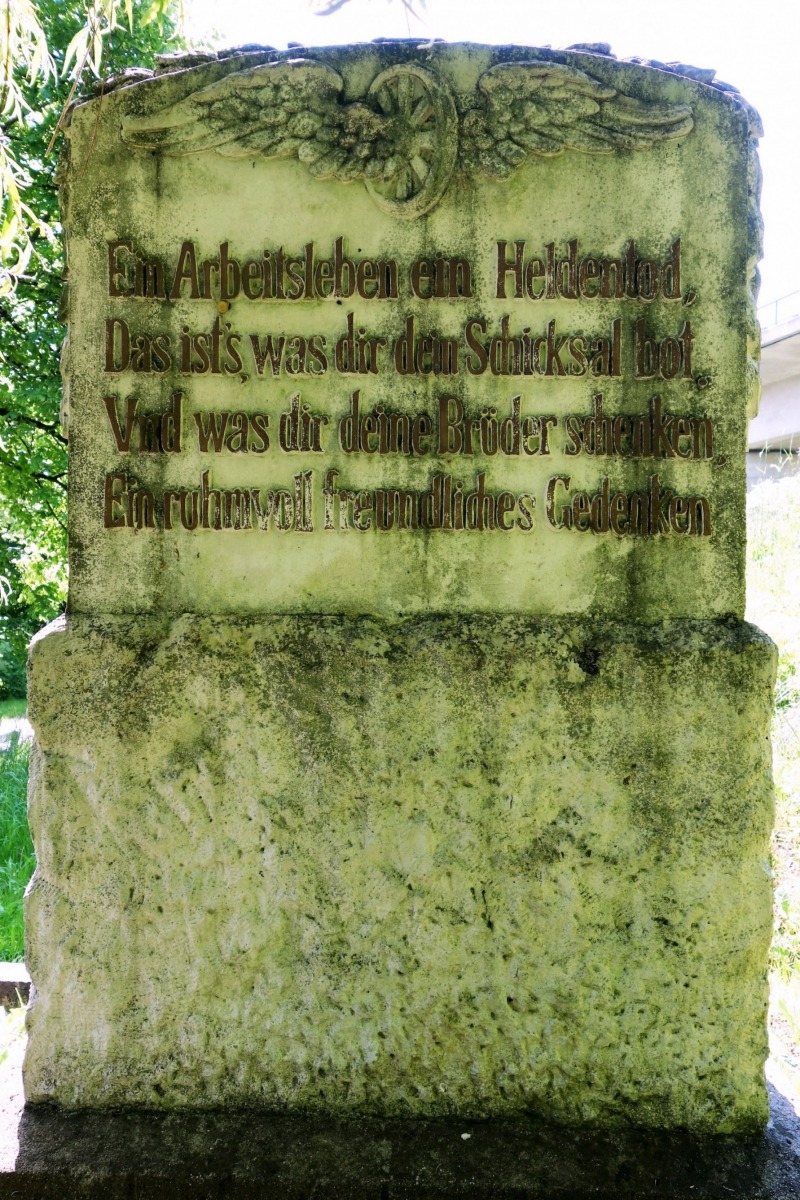 Ein Arbeitsleben ein Heldentod,
Das ist's, was dir dem Schicksal bot,
Vnd was dir deine Brüder schenken,
Ein ruhmvoll freundliches Gedenken